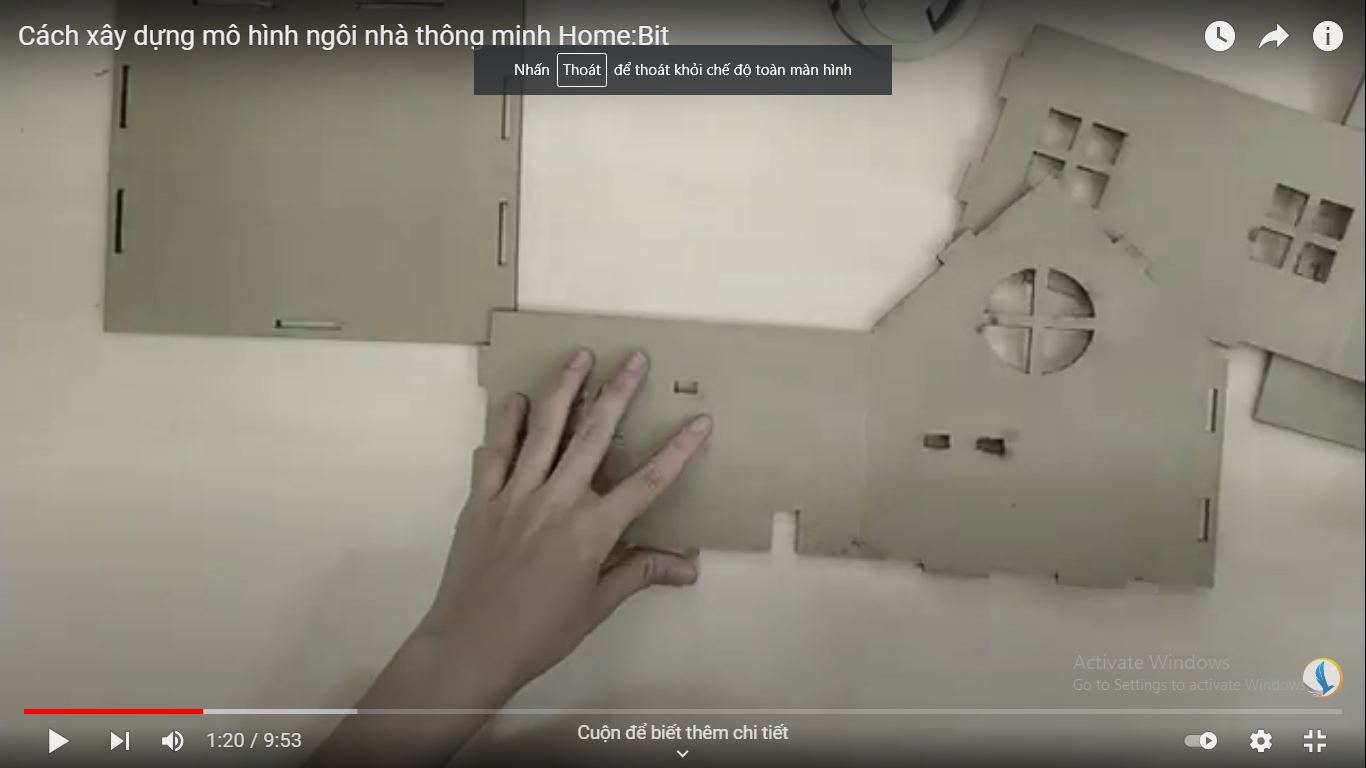 Cách xây dựng mô hình ngôi nhà thông minh Home:Bit
Nhấn Thoát để thoát khỏi chế độ toàn màn hình
Activate Windows
Go to Settings to activate Windows.
1:20 / 9:53
Cuộn để biết thêm chi tiết